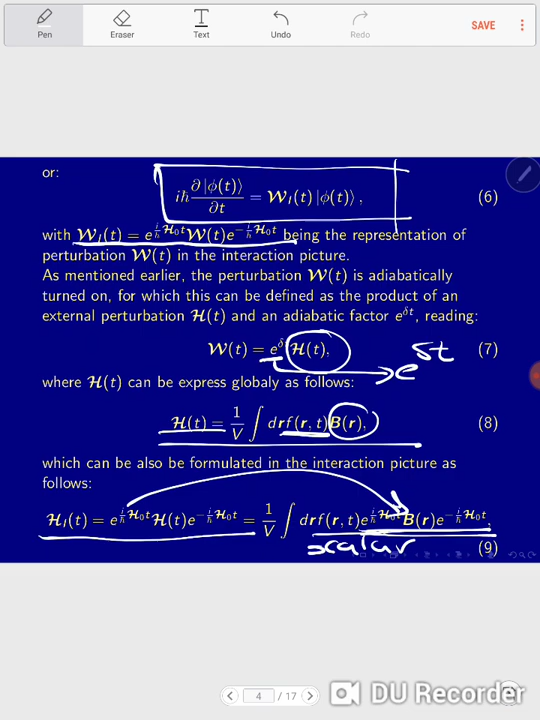 Pen Eraser Text Undo Redo SAVE
or:
iℏ ∂|ϕ(t)⟩/∂t = 𝓦_I(t)|ϕ(t)⟩, (6)
with 𝓦_I(t) = e^{i/ℏ 𝓗₀t}𝓦(t)e^{−i/ℏ 𝓗₀t} being the representation of
perturbation 𝓦(t) in the interaction picture.
As mentioned earlier, the perturbation 𝓦(t) is adiabatically
turned on, for which this can be defined as the product of an
external perturbation 𝓗(t) and an adiabatic factor e^{δt}, reading:
𝓦(t) = e^{δ}𝓗(t), (7)
e^{δt}
where 𝓗(t) can be express globaly as follows:
𝓗(t) = 1/V ∫ drf(r, t)B(r), (8)
which can be also be formulated in the interaction picture as
follows:
𝓗_I(t) = e^{i/ℏ 𝓗₀t}𝓗(t)e^{−i/ℏ 𝓗₀t} = 1/V ∫ drf(r, t)e^{i/ℏ 𝓗₀t}B(r)e^{−i/ℏ 𝓗₀t},
scalar (9)
4 / 17 DU Recorder